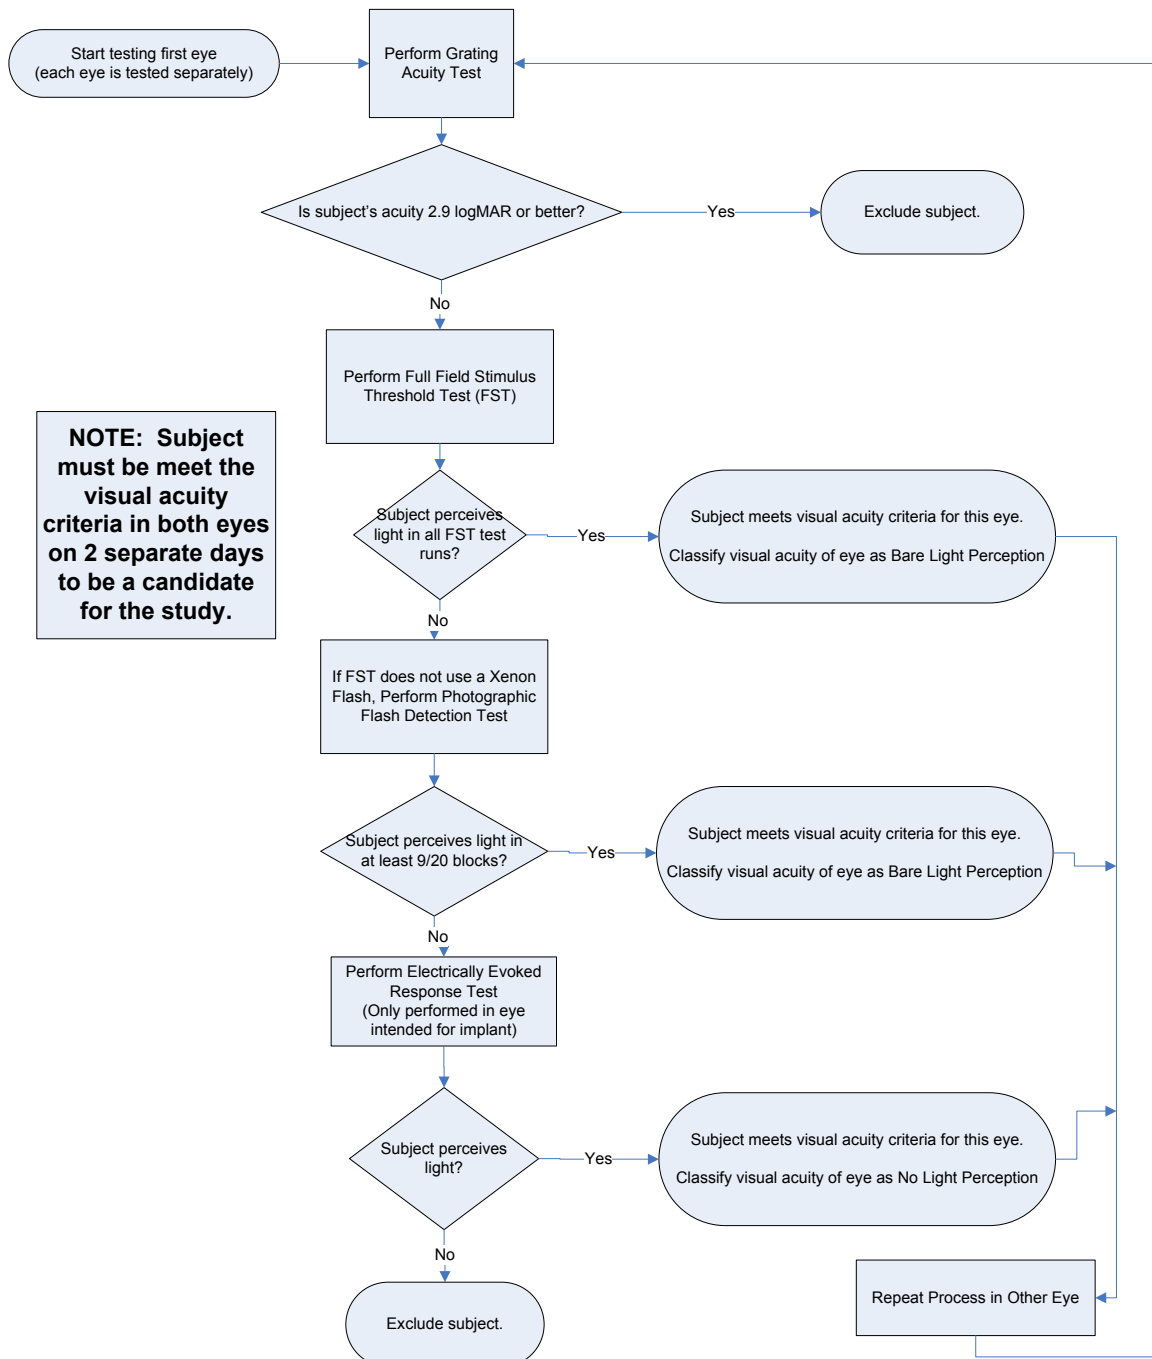 Start testing first eye
(each eye is tested separately)
Perform Grating
Acuity Test
Is subject's acuity 2.9 logMAR or better?
Yes
Exclude subject.
No
Perform Full Field Stimulus
Threshold Test (FST)
NOTE: Subject
must be meet the
visual acuity
criteria in both eyes
on 2 separate days
to be a candidate
for the study.
Subject perceives
light in all FST test
runs?
Yes
Subject meets visual acuity criteria for this eye.
Classify visual acuity of eye as Bare Light Perception
No
If FST does not use a Xenon
Flash, Perform Photographic
Flash Detection Test
Subject perceives light in
at least 9/20 blocks?
Yes
Subject meets visual acuity criteria for this eye.
Classify visual acuity of eye as Bare Light Perception
No
Perform Electrically Evoked
Response Test
(Only performed in eye
intended for implant)
Subject perceives
light?
Yes
Subject meets visual acuity criteria for this eye.
Classify visual acuity of eye as No Light Perception
No
Exclude subject.
Repeat Process in Other Eye